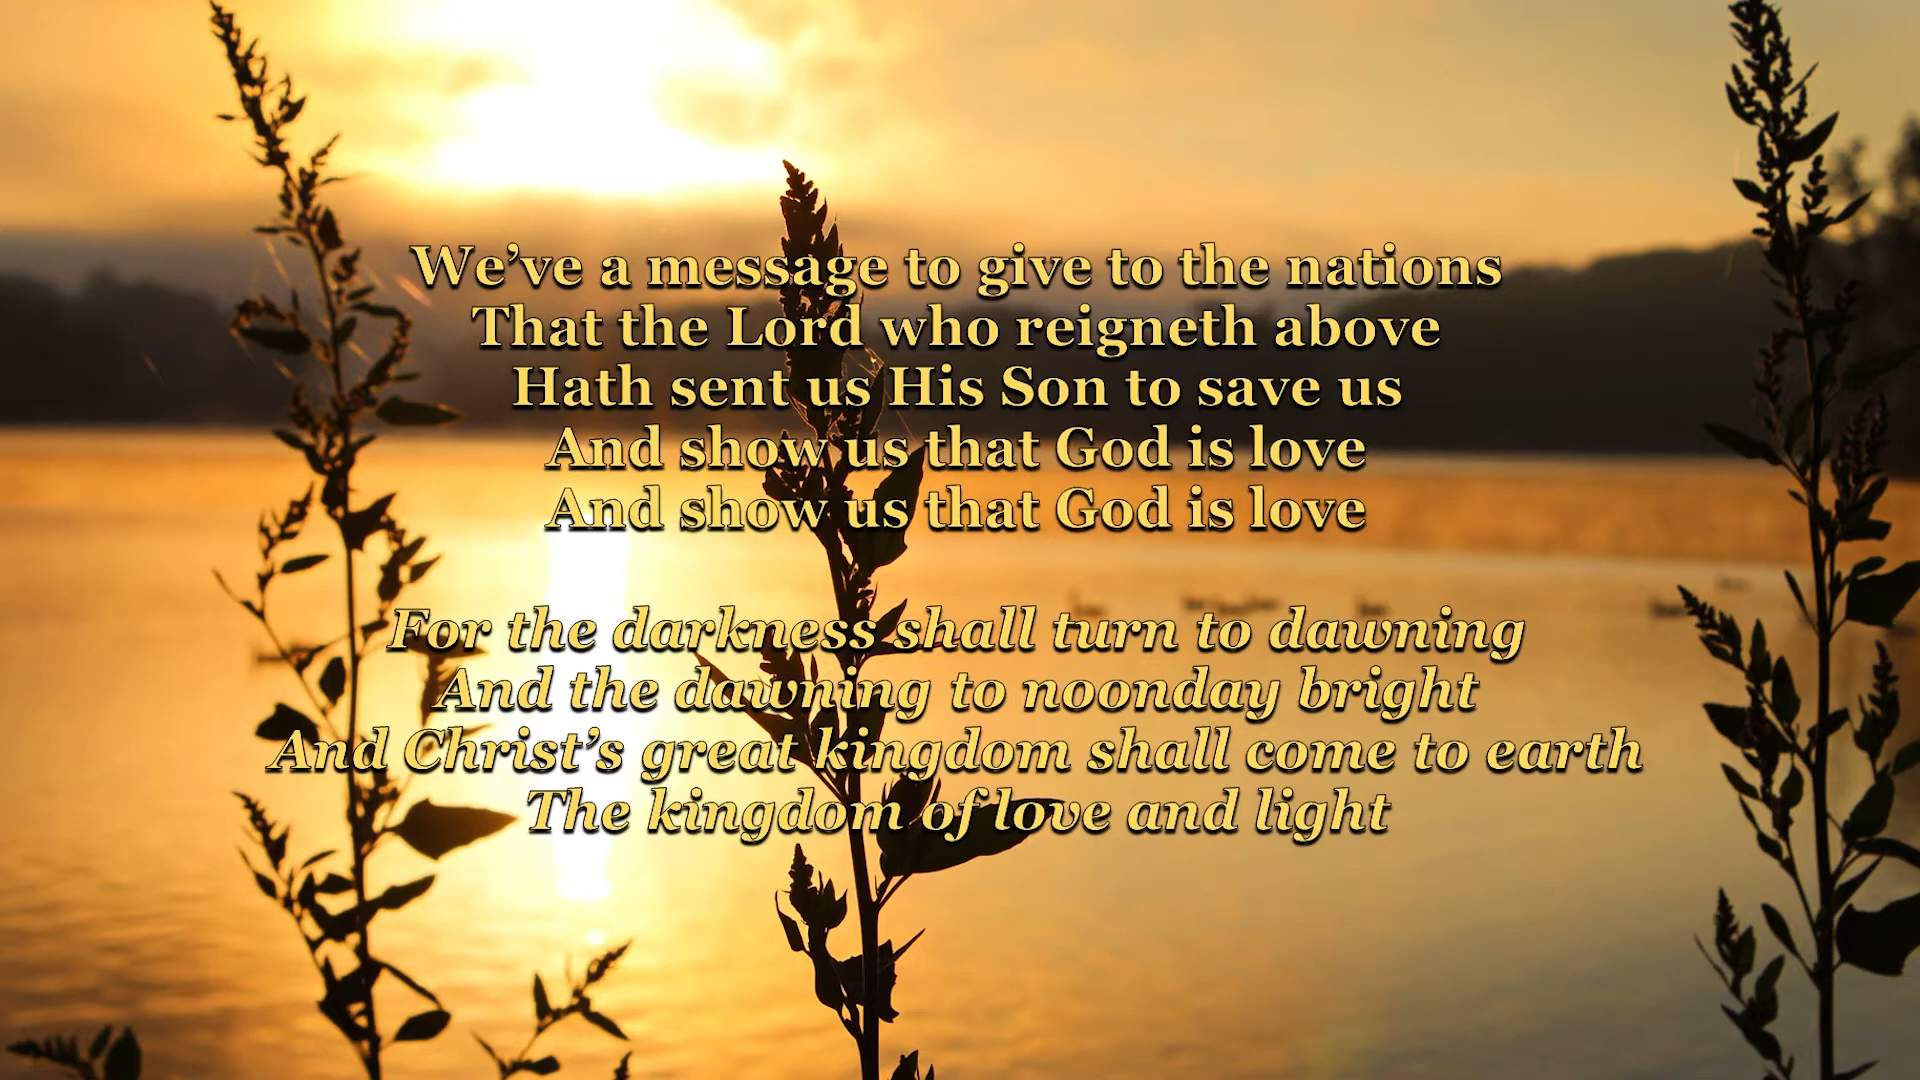 We’ve a message to give to the nations
That the Lord who reigneth above
Hath sent us His Son to save us
And show us that God is love
And show us that God is love
For the darkness shall turn to dawning
And the dawning to noonday bright
And Christ’s great kingdom shall come to earth
The kingdom of love and light